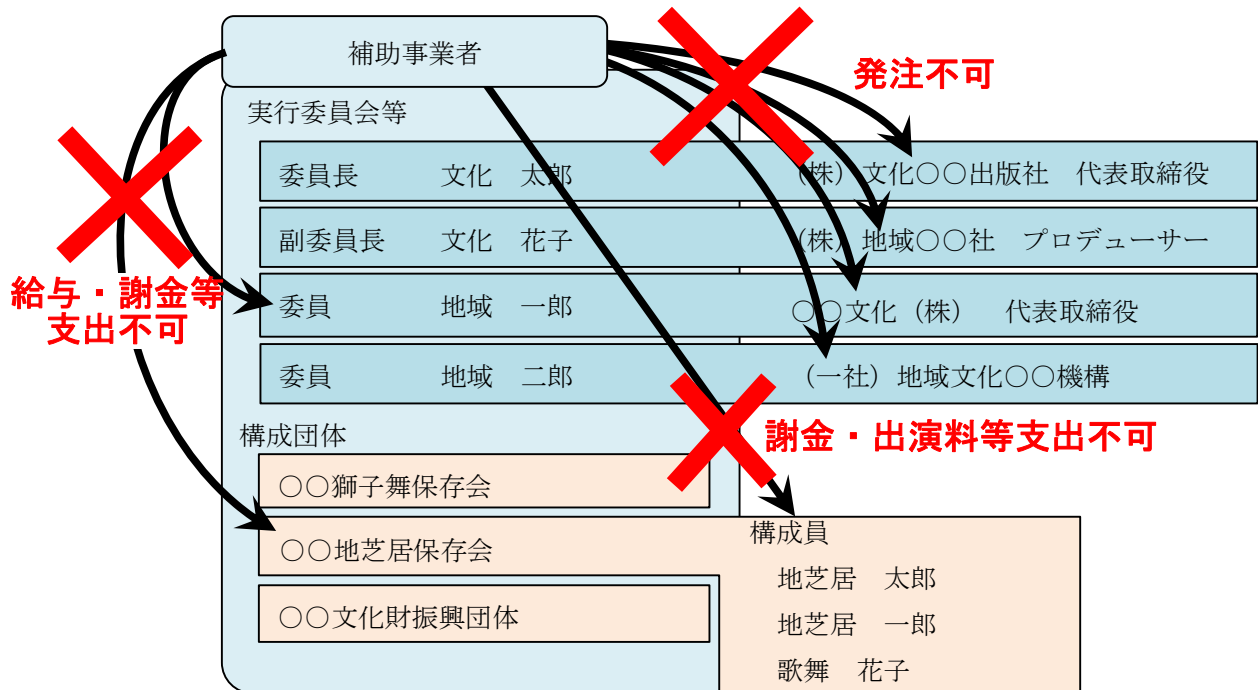 補助事業者
発注不可
実行委員会等
委員長 文化 太郎 (株)文化〇〇出版社 代表取締役
副委員長 文化 花子 (株)地域〇〇社 プロデューサー
委員 地域 一郎 〇〇文化(株) 代表取締役
委員 地域 二郎 (一社)地域文化〇〇機構
給与・謝金等
支出不可
構成団体
謝金・出演料等支出不可
〇〇獅子舞保存会
〇〇地芝居保存会
〇〇文化財振興団体
構成員
地芝居 太郎
地芝居 一郎
歌舞 花子